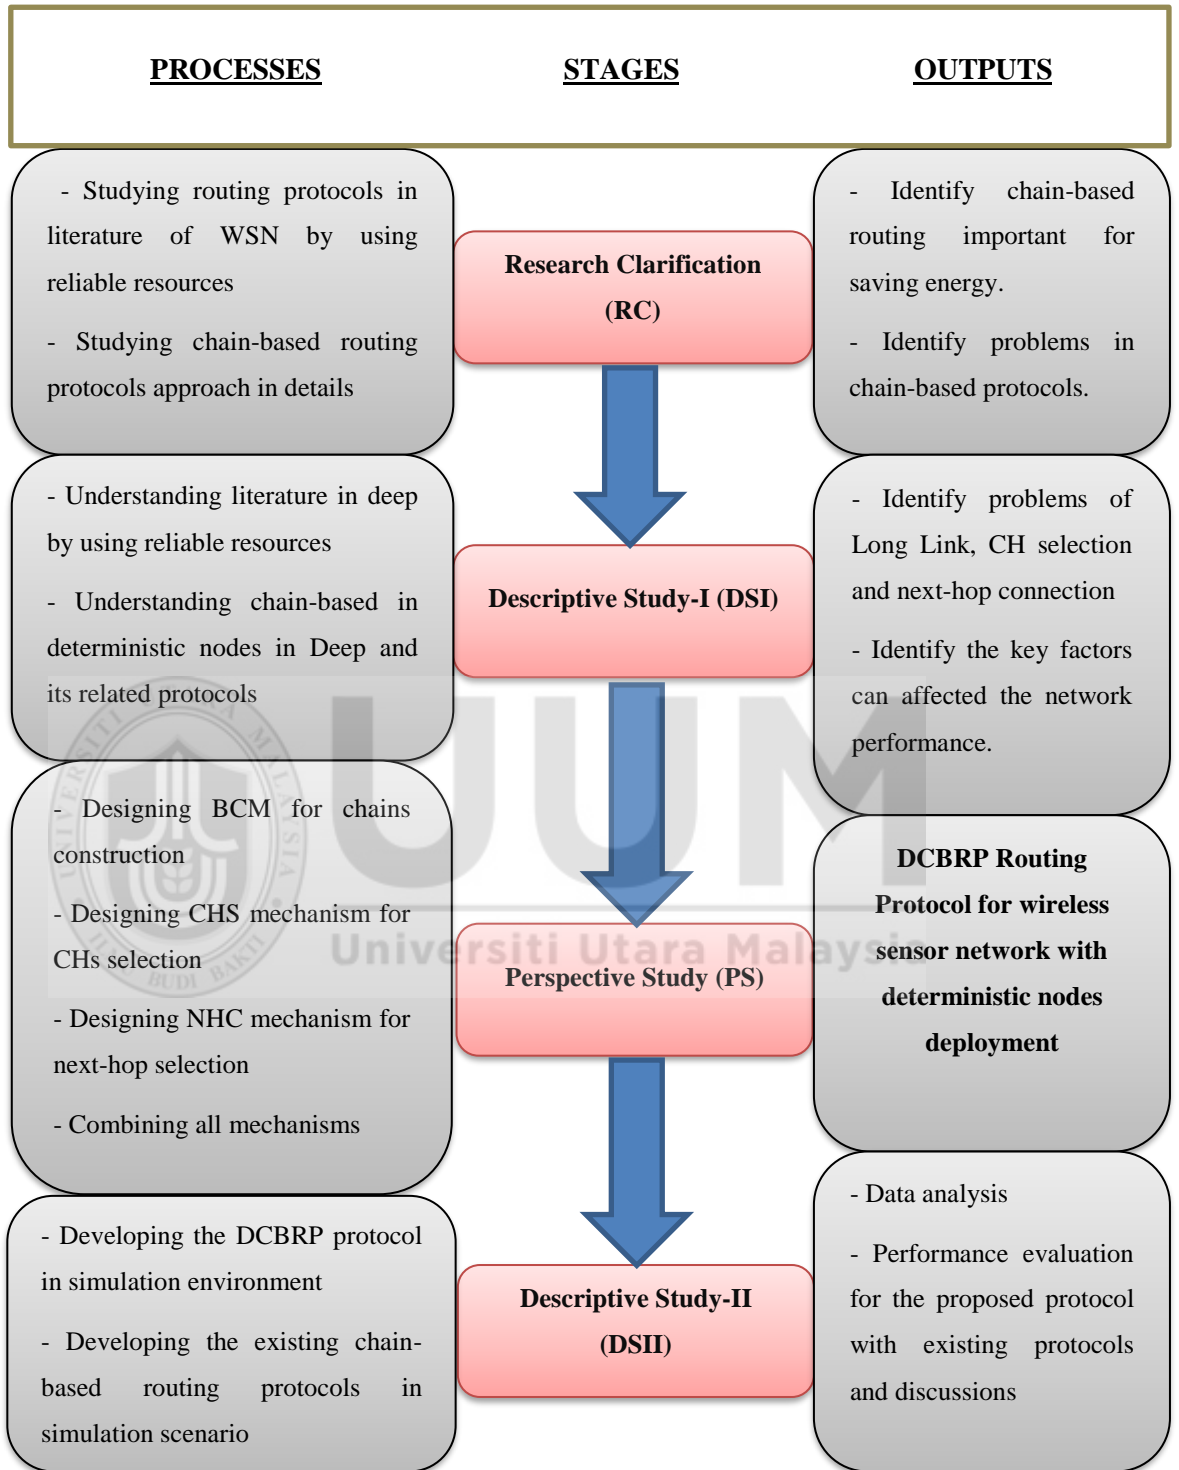 PROCESSES
STAGES
OUTPUTS
- Studying routing protocols in
literature of WSN by using
reliable resources
- Studying chain-based routing
protocols approach in details
Research Clarification
(RC)
- Identify chain-based
routing important for
saving energy.
- Identify problems in
chain-based protocols.
- Understanding literature in deep
by using reliable resources
- Understanding chain-based in
deterministic nodes in Deep and
its related protocols
Descriptive Study-I (DSI)
- Identify problems of
Long Link, CH selection
and next-hop connection
- Identify the key factors
can affected the network
performance.
- Designing BCM for chains
construction
- Designing CHS mechanism for
CHs selection
- Designing NHC mechanism for
next-hop selection
- Combining all mechanisms
Perspective Study (PS)
DCBRP Routing
Protocol for wireless
sensor network with
deterministic nodes
deployment
- Developing the DCBRP protocol
in simulation environment
- Developing the existing chain-
based routing protocols in
simulation scenario
Descriptive Study-II
(DSII)
- Data analysis
- Performance evaluation
for the proposed protocol
with existing protocols
and discussions
UUM
Universiti Utara Malaysia